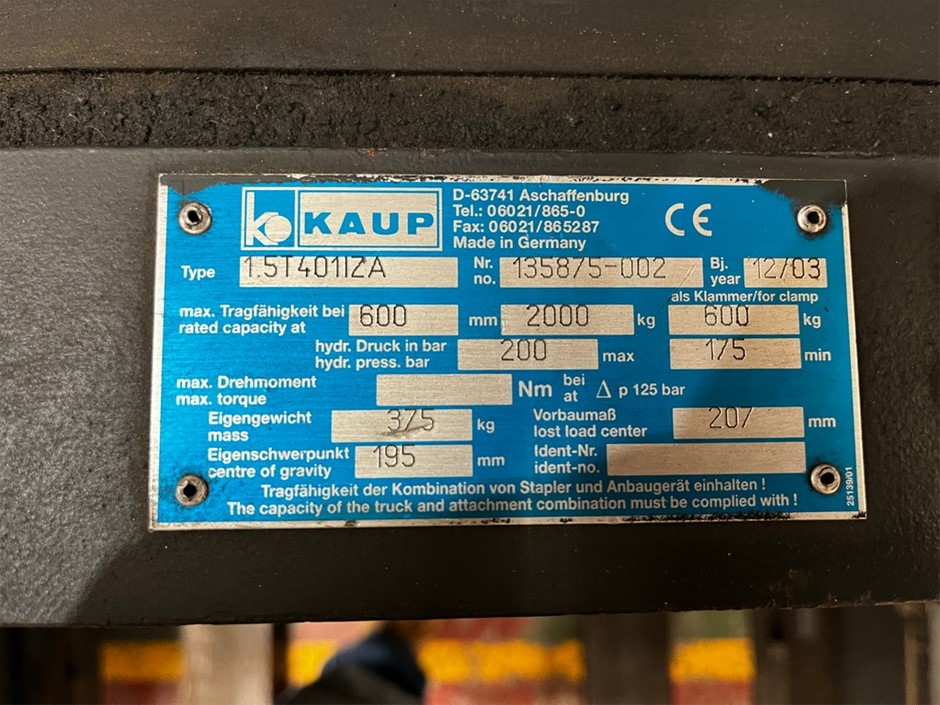 KAUP
D-63741 Aschaffenburg
Tel.: 06021/865-0
Fax: 06021/865287
Made in Germany
CE
Type 1.5T401IZA Nr. no. 135875-002 Bj. year 12/03
als Klammer/for clamp
max. Tragfähigkeit bei
rated capacity at 600 mm 2000 kg 600 kg
hydr. Druck in bar
hydr. press. bar 200 max 175 min
max. Drehmoment
max. torque Nm bei at Δ p 125 bar
Eigengewicht
mass 375 kg
Vorbaumaß
lost load center 207 mm
Eigenschwerpunkt
centre of gravity 195 mm
Ident-Nr.
ident-no.
Tragfähigkeit der Kombination von Stapler und Anbaugerät einhalten !
The capacity of the truck and attachment combination must be complied with !
25139/01